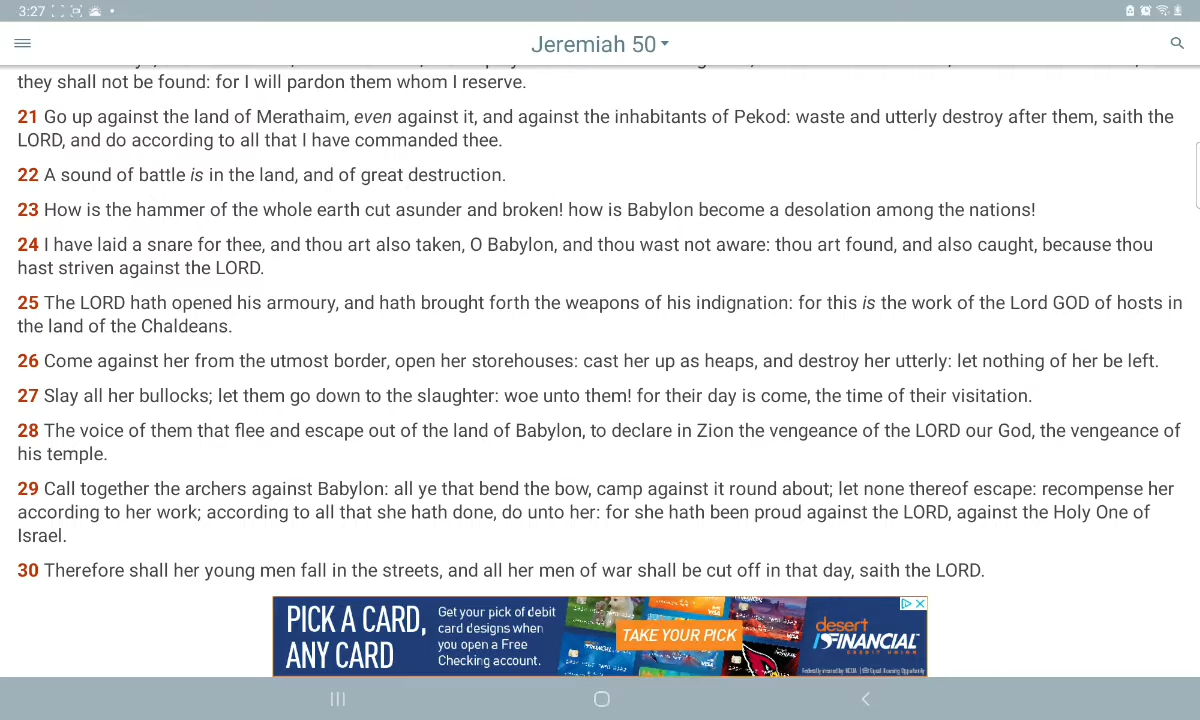 3:27
Jeremiah 50
they shall not be found: for I will pardon them whom I reserve.
21 Go up against the land of Merathaim, even against it, and against the inhabitants of Pekod: waste and utterly destroy after them, saith the
LORD, and do according to all that I have commanded thee.
22 A sound of battle is in the land, and of great destruction.
23 How is the hammer of the whole earth cut asunder and broken! how is Babylon become a desolation among the nations!
24 I have laid a snare for thee, and thou art also taken, O Babylon, and thou wast not aware: thou art found, and also caught, because thou
hast striven against the LORD.
25 The LORD hath opened his armoury, and hath brought forth the weapons of his indignation: for this is the work of the Lord GOD of hosts in
the land of the Chaldeans.
26 Come against her from the utmost border, open her storehouses: cast her up as heaps, and destroy her utterly: let nothing of her be left.
27 Slay all her bullocks; let them go down to the slaughter: woe unto them! for their day is come, the time of their visitation.
28 The voice of them that flee and escape out of the land of Babylon, to declare in Zion the vengeance of the LORD our God, the vengeance of
his temple.
29 Call together the archers against Babylon: all ye that bend the bow, camp against it round about; let none thereof escape: recompense her
according to her work; according to all that she hath done, do unto her: for she hath been proud against the LORD, against the Holy One of
Israel.
30 Therefore shall her young men fall in the streets, and all her men of war shall be cut off in that day, saith the LORD.
PICK A CARD,
ANY CARD
Get your pick of debit
card designs when
you open a Free
Checking account.
TAKE YOUR PICK
desert
FINANCIAL
CREDIT UNION
Federally insured by NCUA | Equal Housing Opportunity